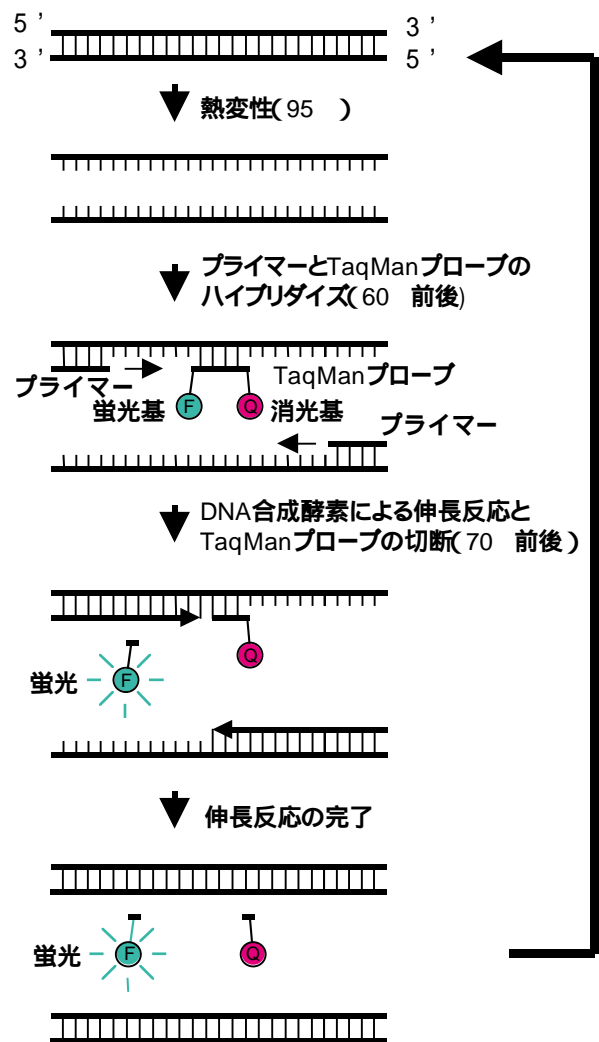 5 ’
3 ’
3 ’
5 ’
熱変性(95　)
プライマーとTaqManプローブの
ハイブリダイズ(60　前後)
プライマー
TaqManプローブ
蛍光基
F
Q
消光基
プライマー
DNA合成酵素による伸長反応と
TaqManプローブの切断(70　前後)
Q
蛍光
F
伸長反応の完了
蛍光
F
Q